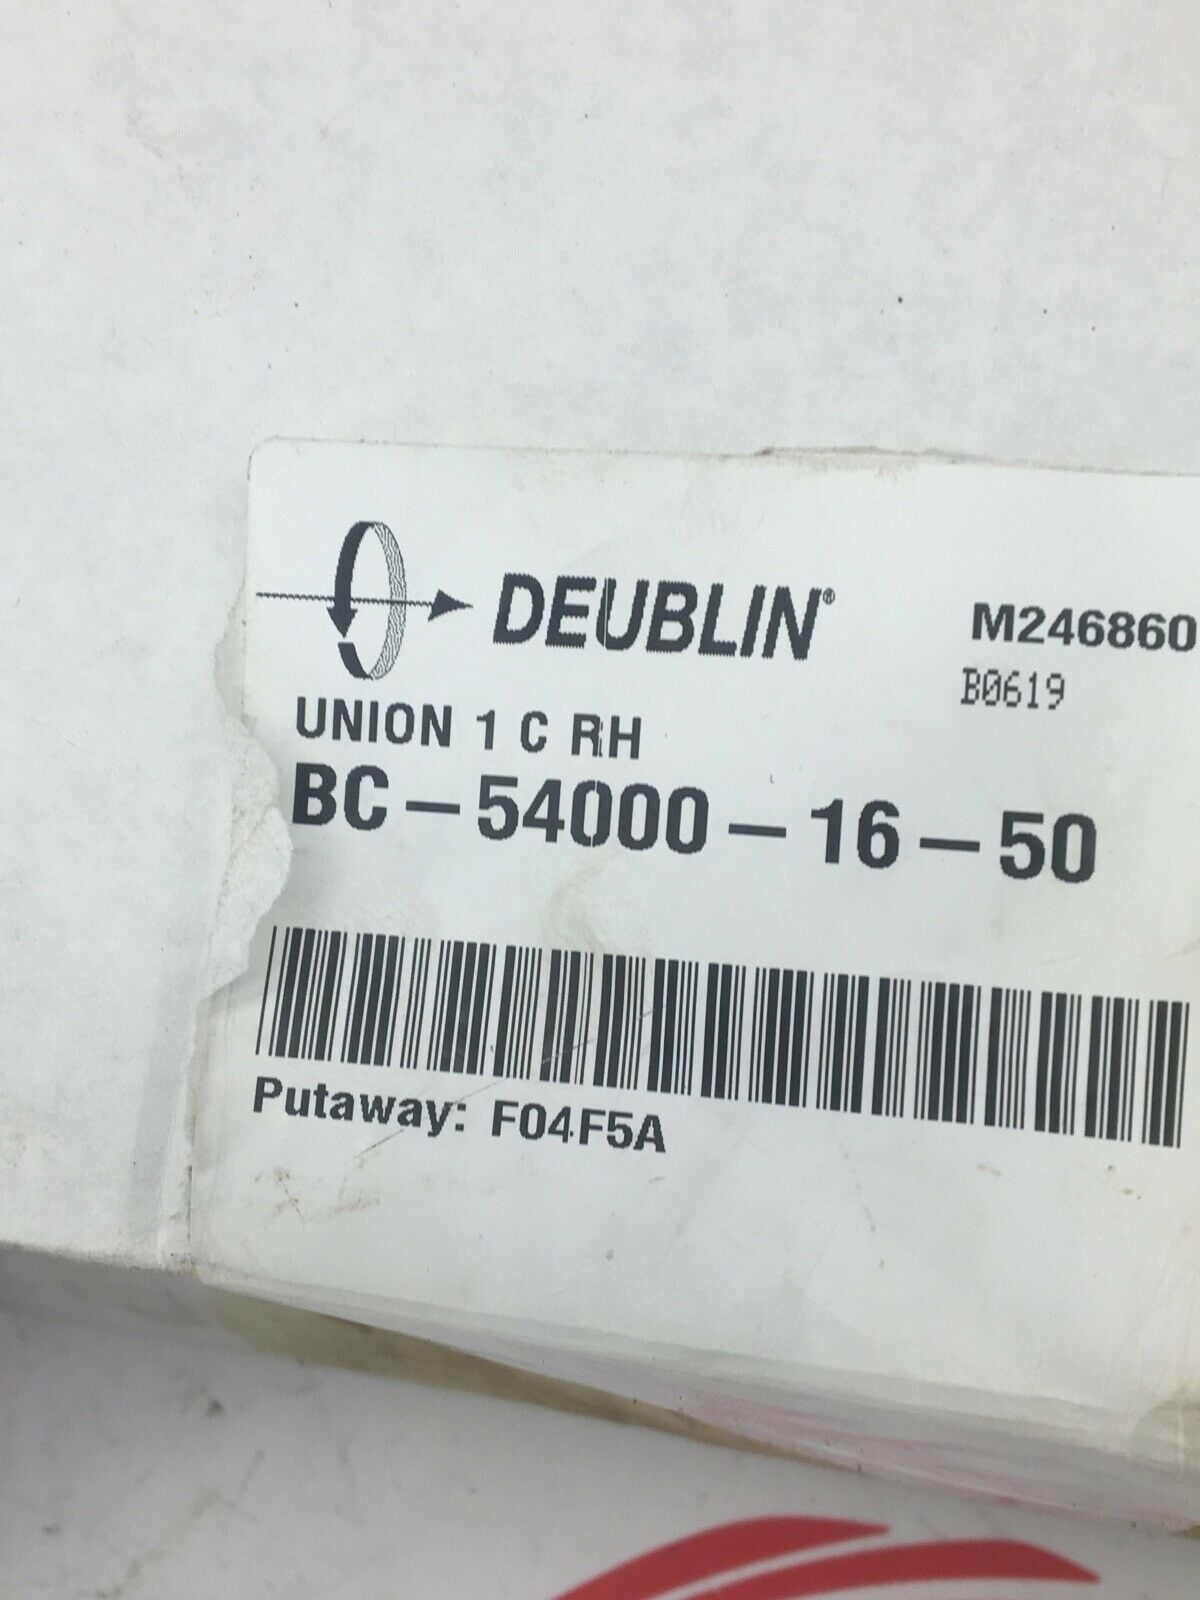 DEUBLIN®
M246860
B0619
UNION 1 C RH
BC-54000-16-50
Putaway: F04F5A